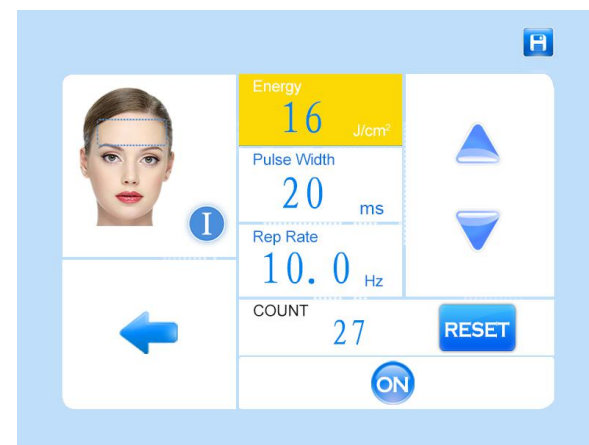 Energy
16 J/cm²
Pulse Width
20 ms
I
Rep Rate
10.0 Hz
COUNT
27
RESET
ON